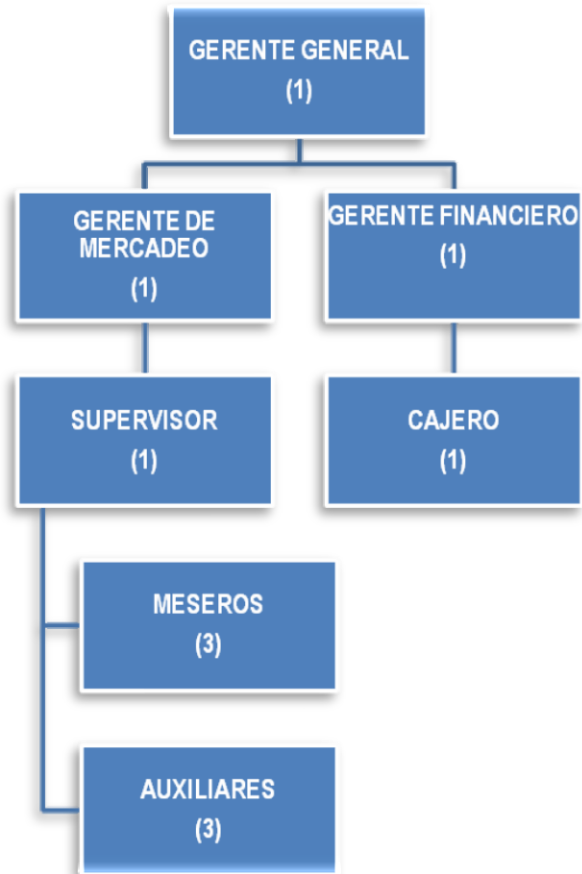 GERENTE GENERAL
(1)
GERENTE DE
MERCADEO
(1)
GERENTE FINANCIERO
(1)
SUPERVISOR
(1)
CAJERO
(1)
MESEROS
(3)
AUXILIARES
(3)